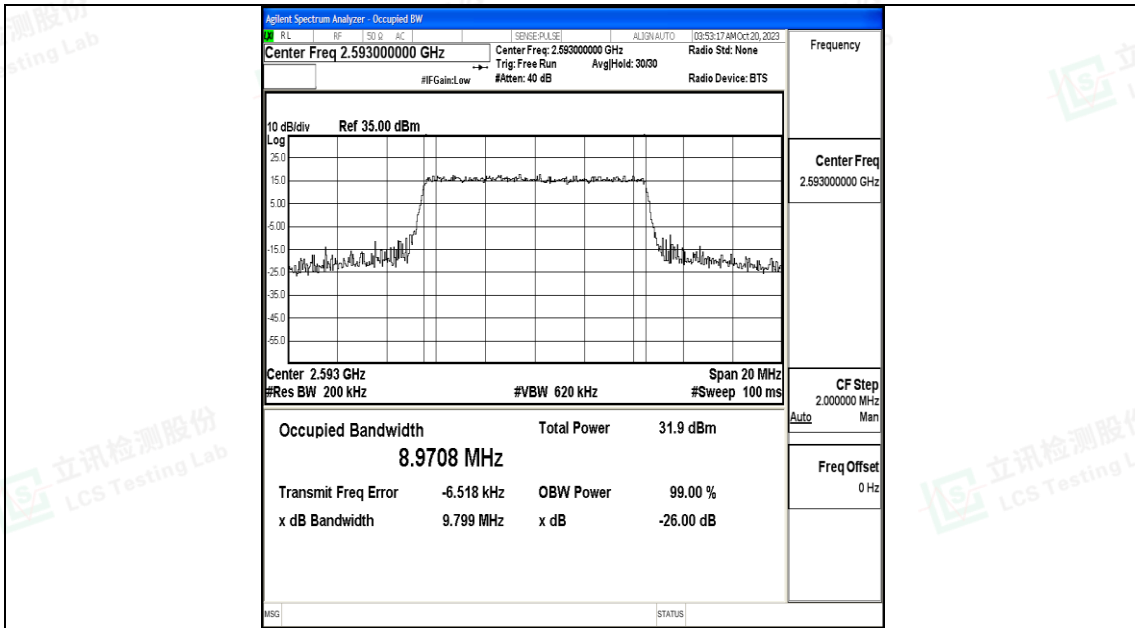 Agilent Spectrum Analyzer - Occupied BW
RL RF 50 Ω AC SENSE:PULSE ALIGN AUTO 03:53:17 AM Oct 20, 2023
Center Freq 2.593000000 GHz
Center Freq: 2.593000000 GHz
Radio Std: None
Trig: Free Run Avg|Hold: 30/30
#IFGain:Low
#Atten: 40 dB
Radio Device: BTS
Frequency
10 dB/div Ref 35.00 dBm
Log
25.0
15.0
5.00
-5.00
-15.0
-25.0
-35.0
-45.0
-55.0
Center 2.593 GHz
Span 20 MHz
#Res BW 200 kHz
#VBW 620 kHz
#Sweep 100 ms
Center Freq
2.593000000 GHz
CF Step
2.000000 MHz
Auto Man
Freq Offset
0 Hz
Occupied Bandwidth
8.9708 MHz
Total Power 31.9 dBm
Transmit Freq Error -6.518 kHz
OBW Power 99.00 %
x dB Bandwidth 9.799 MHz
x dB -26.00 dB
MSG
STATUS
立讯检测股份
LCS Testing Lab
立讯检测股份